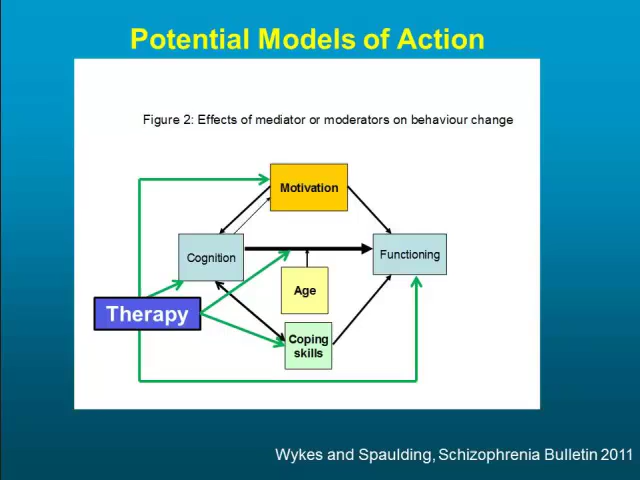 Potential Models of Action
Figure 2: Effects of mediator or moderators on behaviour change
Motivation
Cognition
Functioning
Age
Therapy
Coping
skills
Wykes and Spaulding, Schizophrenia Bulletin 2011